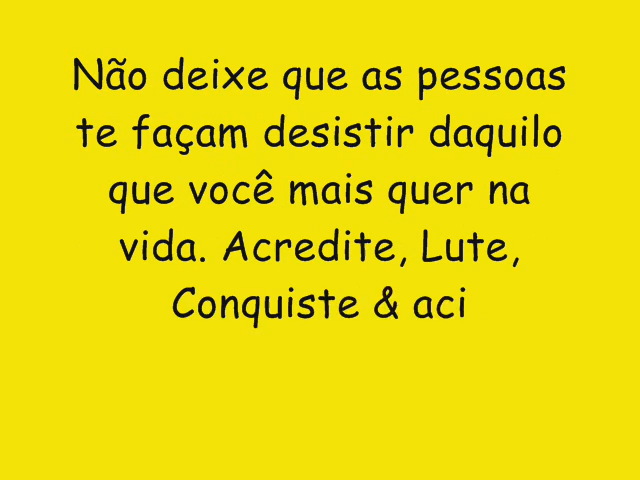 Não deixe que as pessoas
te façam desistir daquilo
que você mais quer na
vida. Acredite, Lute,
Conquiste & aci